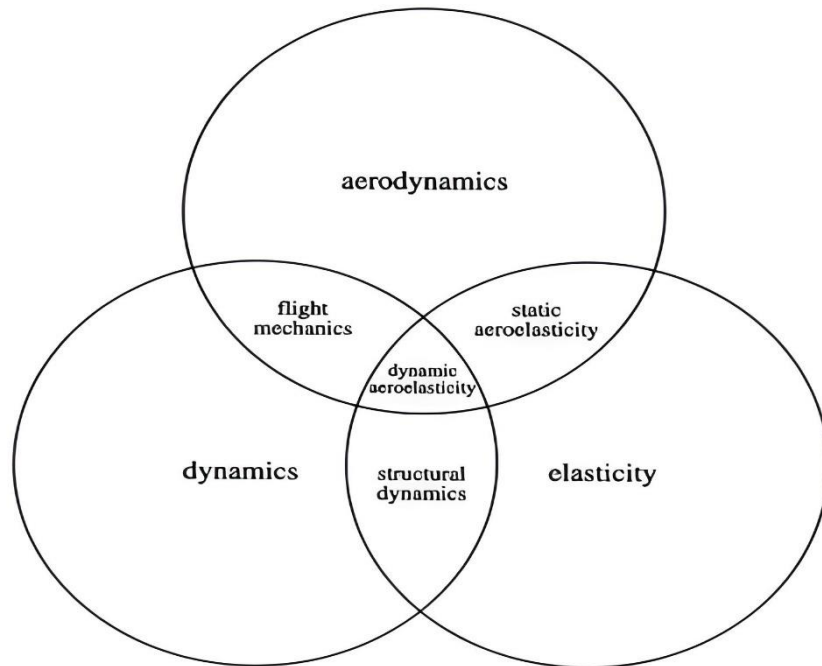 aerodynamics
flight
mechanics
static
aeroelasticity
dynamic
aeroelasticity
dynamics
structural
dynamics
elasticity